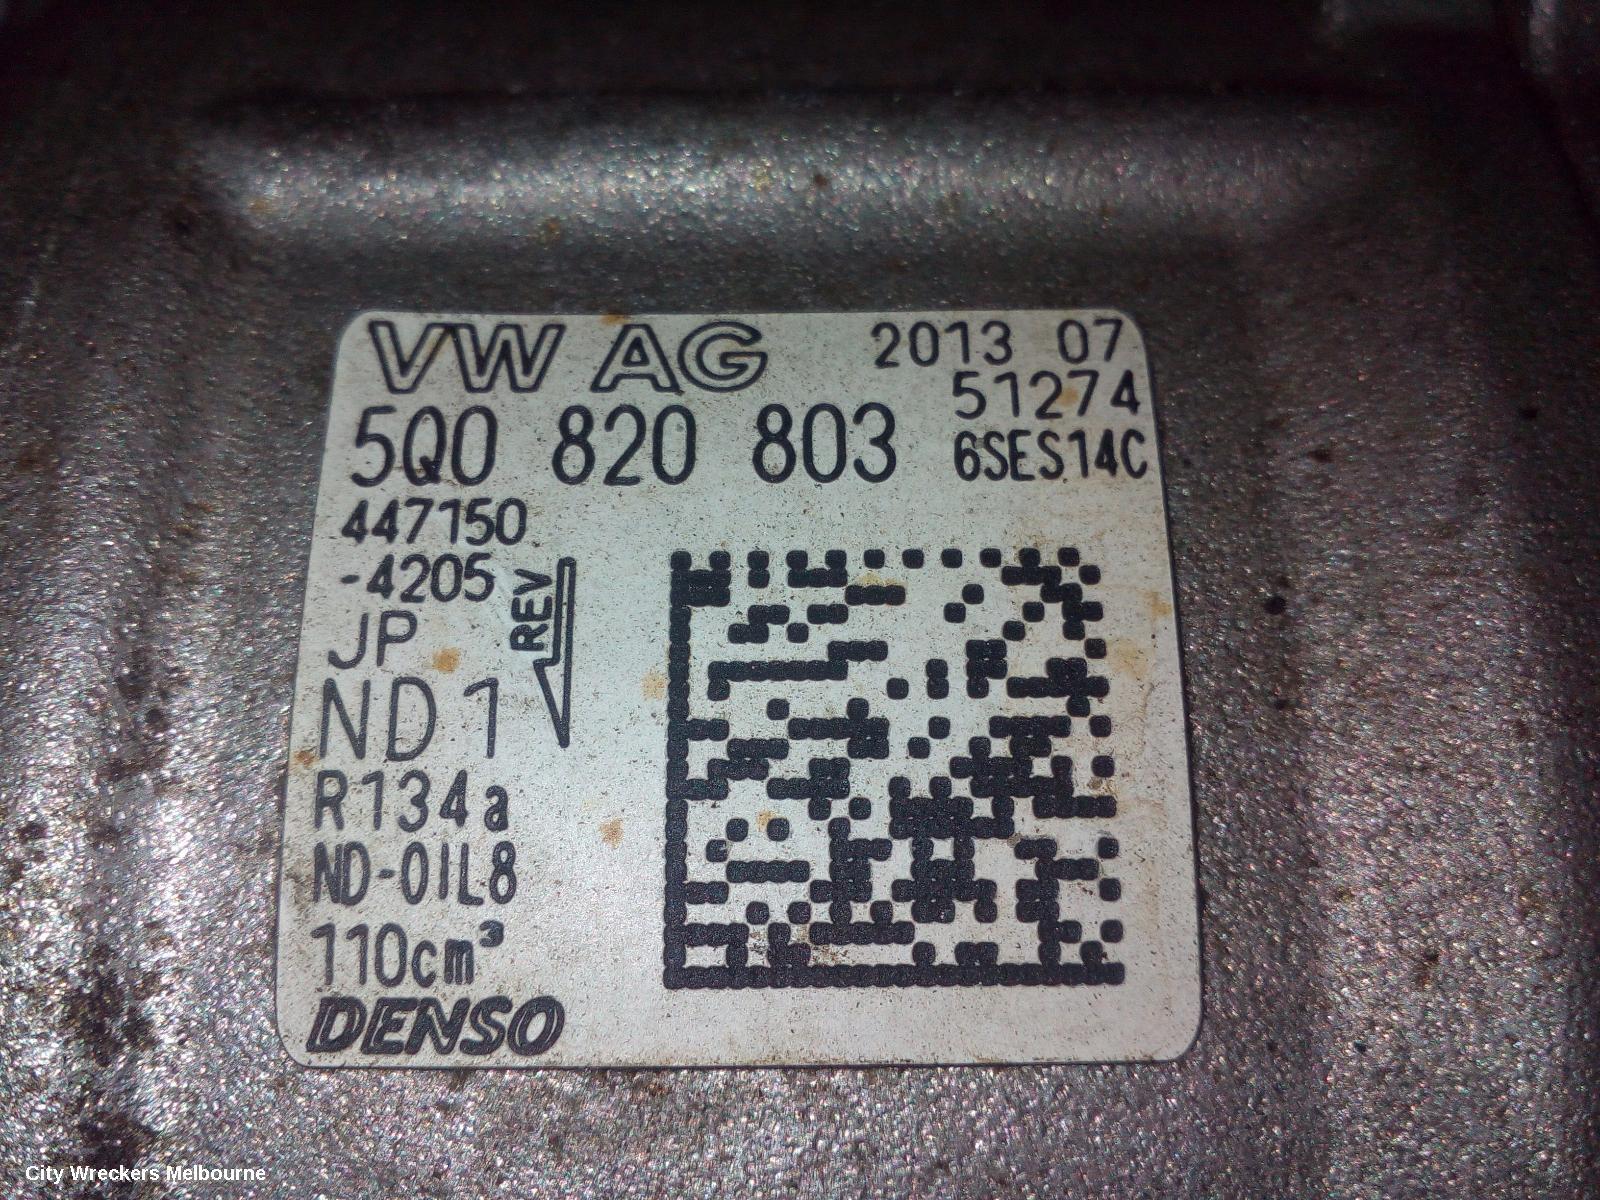 VW AG 2013 07
51274
5Q0 820 803 6SES14C
447150
-4205
REV
JP
ND1
R134a
ND-OIL8
110cm³
DENSO
City Wreckers Melbourne